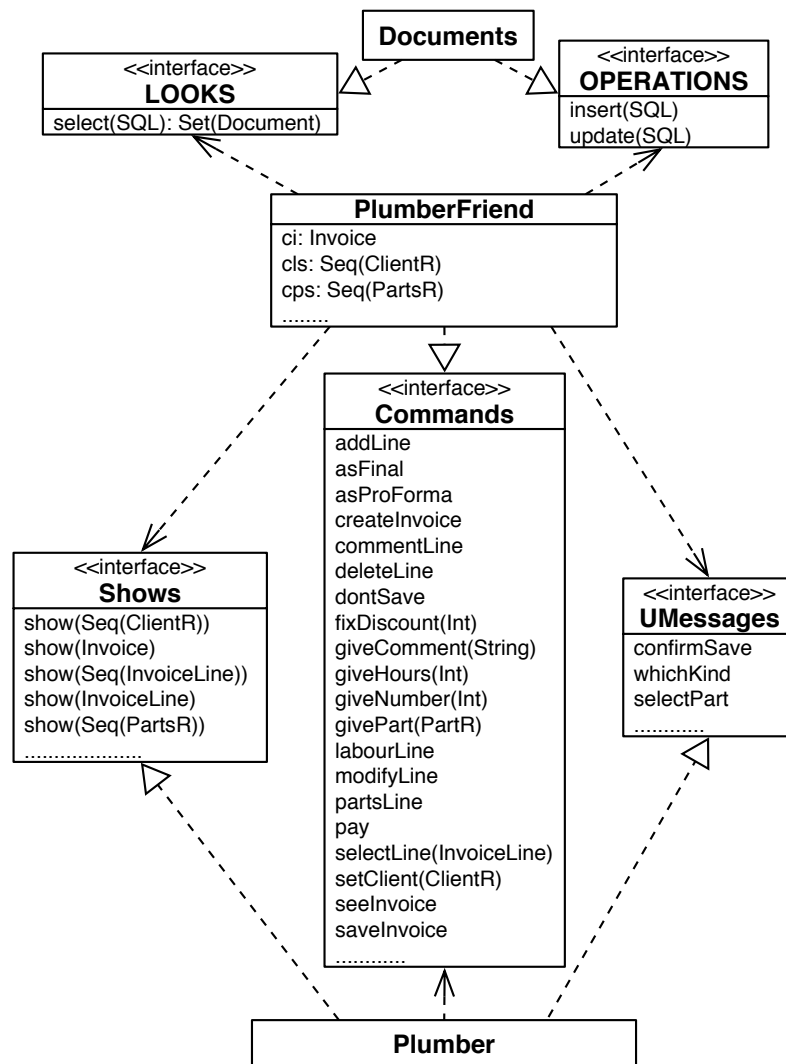 Documents
<<interface>>
LOOKS
select(SQL): Set(Document)
<<interface>>
OPERATIONS
insert(SQL)
update(SQL)
PlumberFriend
ci: Invoice
cls: Seq(ClientR)
cps: Seq(PartsR)
........
<<interface>>
Commands
addLine
asFinal
asProForma
createInvoice
commentLine
deleteLine
dontSave
fixDiscount(Int)
giveComment(String)
giveHours(Int)
giveNumber(Int)
givePart(PartR)
labourLine
modifyLine
partsLine
pay
selectLine(InvoiceLine)
setClient(ClientR)
seeInvoice
saveInvoice
............
<<interface>>
Shows
show(Seq(ClientR))
show(Invoice)
show(Seq(InvoiceLine))
show(InvoiceLine)
show(Seq(PartsR))
....................
<<interface>>
UMessages
confirmSave
whichKind
selectPart
............
Plumber